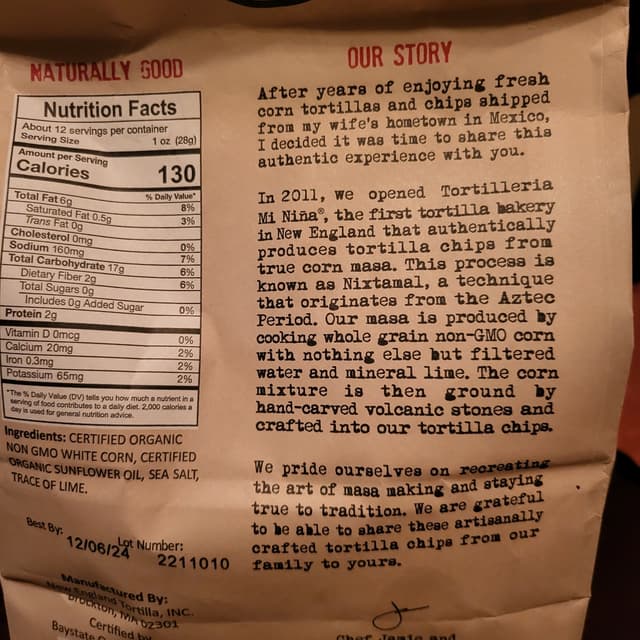 NATURALLY GOOD
Nutrition Facts
About 12 servings per container
Serving Size 1 oz (28g)
Amount per Serving
Calories 130
% Daily Value*
Total Fat 6g 8%
Saturated Fat 0.5g 3%
Trans Fat 0g
Cholesterol 0mg 0%
Sodium 160mg 7%
Total Carbohydrate 17g 6%
Dietary Fiber 2g 6%
Total Sugars 0g
Includes 0g Added Sugar 0%
Protein 2g
Vitamin D 0mcg 0%
Calcium 20mg 2%
Iron 0.3mg 2%
Potassium 65mg 2%
*The % Daily Value (DV) tells you how much a nutrient in a
serving of food contributes to a daily diet. 2,000 calories a
day is used for general nutrition advice.
Ingredients: CERTIFIED ORGANIC
NON GMO WHITE CORN, CERTIFIED
ORGANIC SUNFLOWER OIL, SEA SALT,
TRACE OF LIME.
Best By: Lot Number:
12/06/24 2211010
Manufactured By:
New England Tortilla, INC.
Brockton, MA 02301
Certified by
Baystate
OUR STORY
After years of enjoying fresh
corn tortillas and chips shipped
from my wife's hometown in Mexico,
I decided it was time to share this
authentic experience with you.
In 2011, we opened Tortilleria
Mi Niña®, the first tortilla bakery
in New England that authentically
produces tortilla chips from
true corn masa. This process is
known as Nixtamal, a technique
that originates from the Aztec
Period. Our masa is produced by
cooking whole grain non-GMO corn
with nothing else but filtered
water and mineral lime. The corn
mixture is then ground by
hand-carved volcanic stones and
crafted into our tortilla chips.
We pride ourselves on recreating
the art of masa making and staying
true to tradition. We are grateful
to be able to share these artisanally
crafted tortilla chips from our
family to yours.
Chef Jamie and